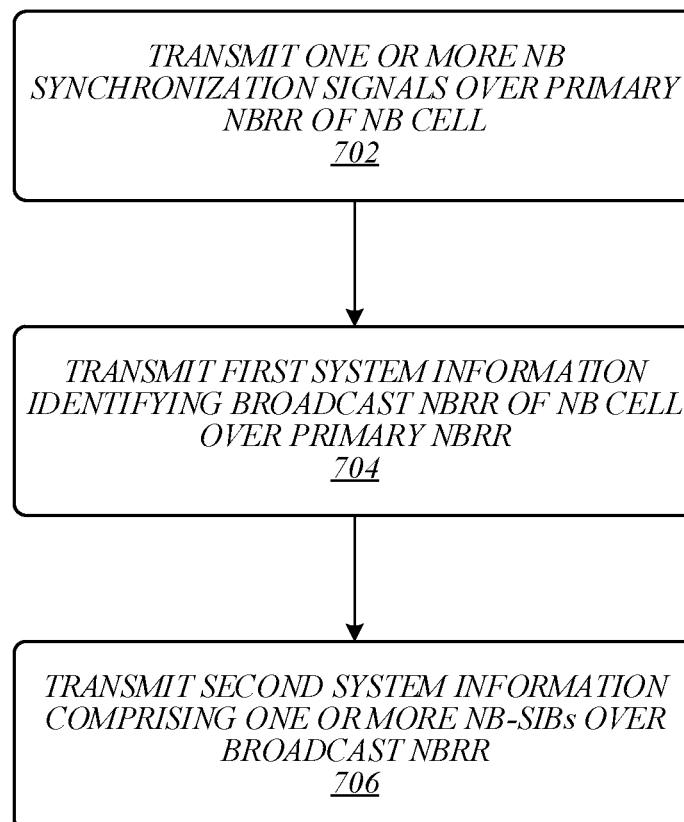 TRANSMIT ONE OR MORE NB
SYNCHRONIZATION SIGNALS OVER PRIMARY
NBRR OF NB CELL
702
TRANSMIT FIRST SYSTEM INFORMATION
IDENTIFYING BROADCAST NBRR OF NB CELL
OVER PRIMARY NBRR
704
TRANSMIT SECOND SYSTEM INFORMATION
COMPRISING ONE OR MORE NB-SIBs OVER
BROADCAST NBRR
706